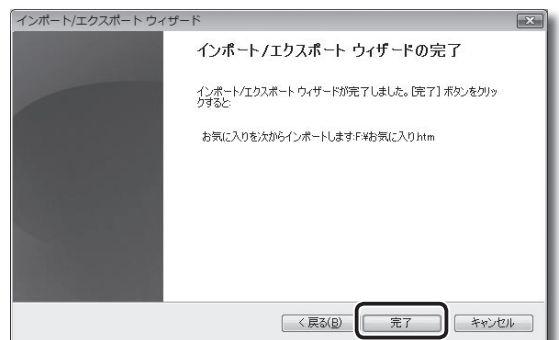 インポート/エクスポート ウィザード
インポート/エクスポート ウィザードの完了
インポート/エクスポート ウィザードが完了しました。[完了] ボタンをクリッ
クすると
お気に入りを次からインポートします:F:¥お気に入り.htm
< 戻る(B)
完了
キャンセル